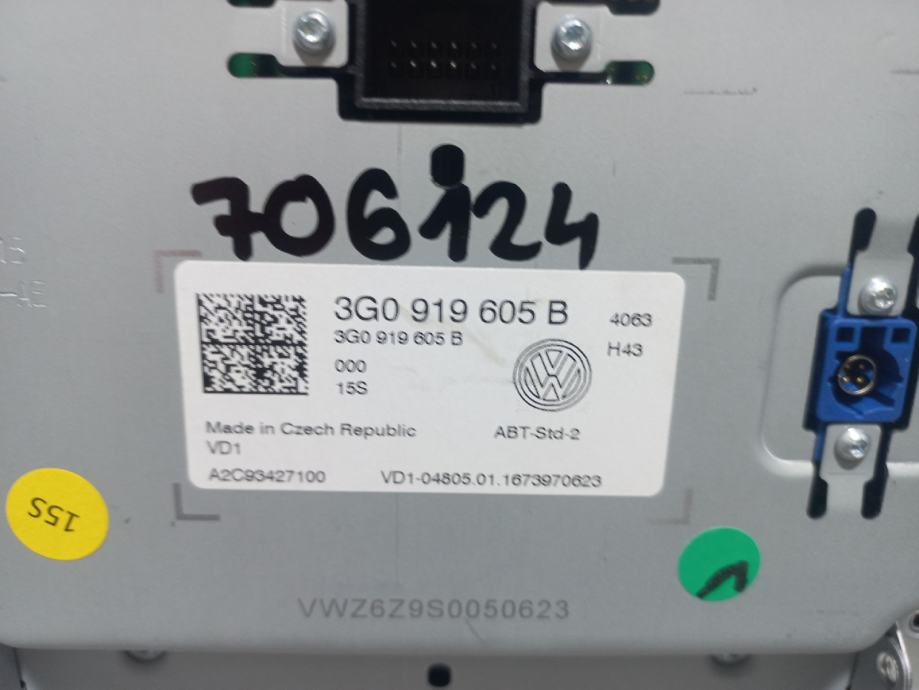 706124
3G0 919 605 B
4063
3G0 919 605 B
H43
000
15S
Made in Czech Republic
ABT-Std-2
VD1
A2C93427100
VD1-04805.01.1673970623
15S
VWZ6Z9S0050623